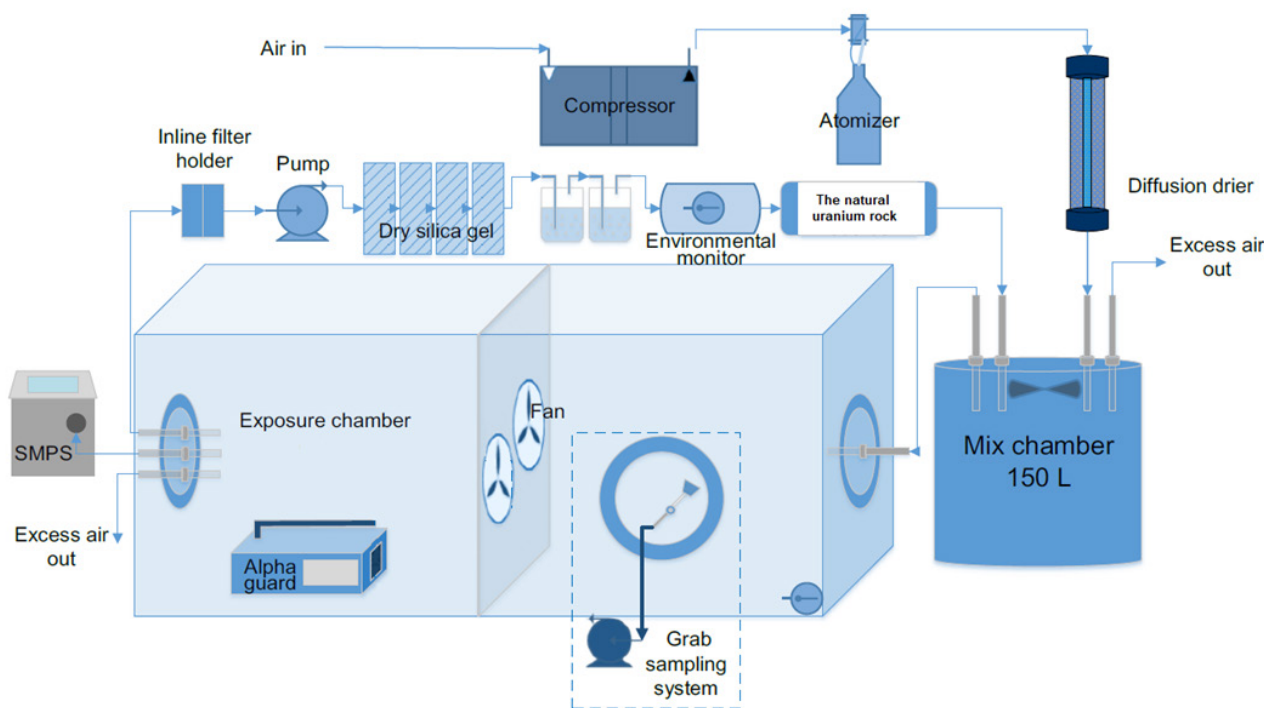 Air in
Compressor
Atomizer
Inline filter
holder
Pump
Dry silica gel
Environmental
monitor
The natural
uranium rock
Diffusion drier
Excess air
out
SMPS
Exposure chamber
Fan
Mix chamber
150 L
Excess air
out
Alpha
guard
Grab
sampling
system